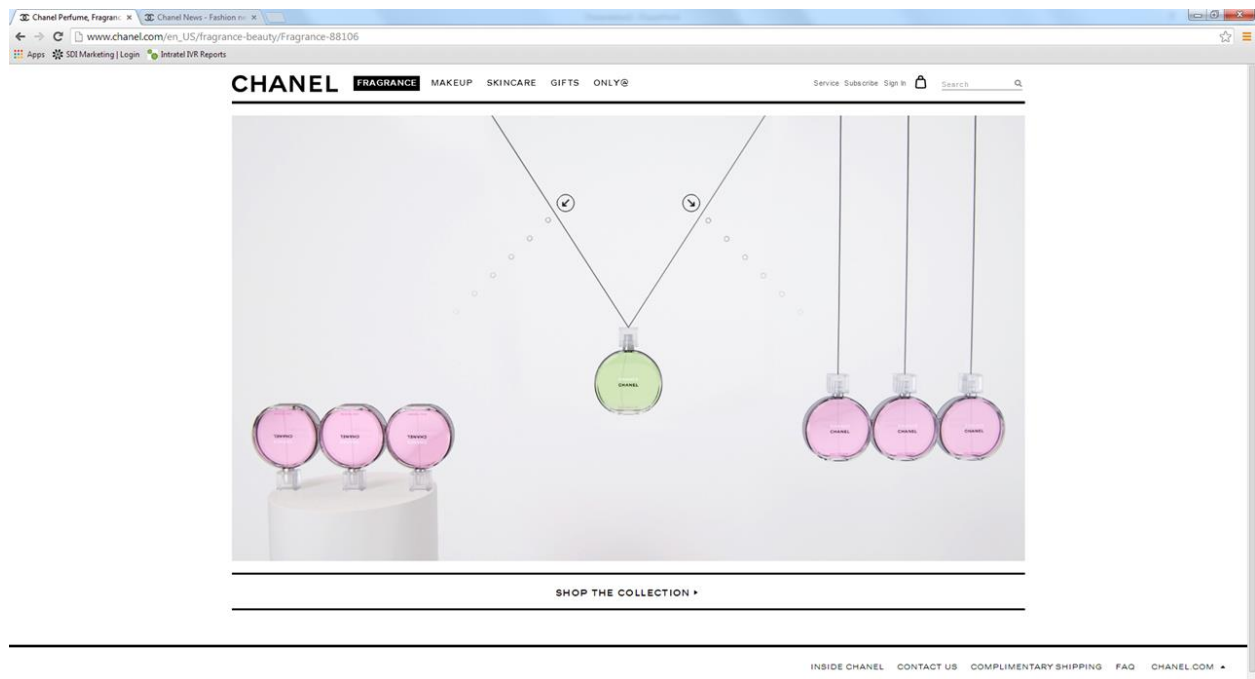 Chanel Perfume, Fragranc
Chanel News - Fashion ne
www.chanel.com/en_US/fragrance-beauty/Fragrance-88106
Apps SDI Marketing | Login Intratel IVR Reports
CHANEL FRAGRANCE MAKEUP SKINCARE GIFTS ONLY@ Service Subscribe Sign In Search
CHANEL
CHANEL CHANEL CHANEL
CHANEL CHANEL CHANEL
SHOP THE COLLECTION
INSIDE CHANEL CONTACT US COMPLIMENTARY SHIPPING FAQ CHANEL.COM